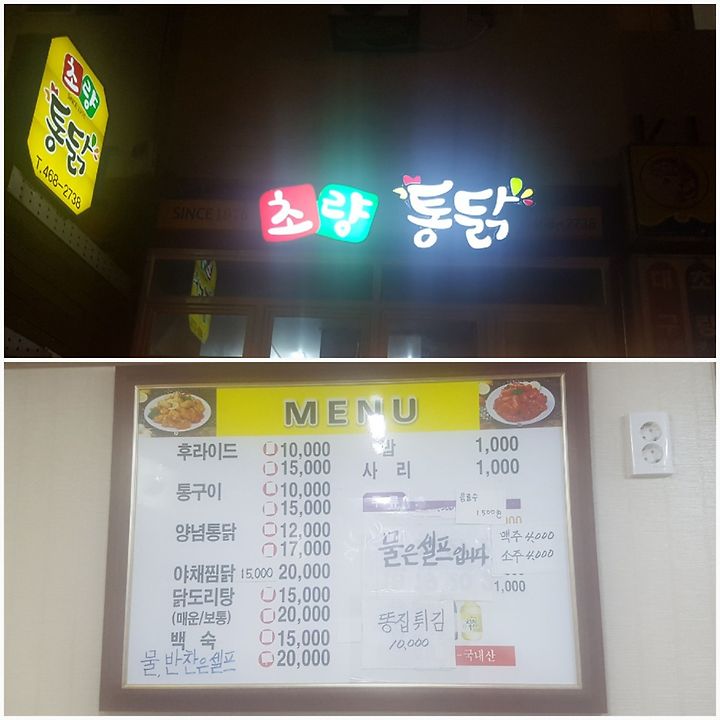 초량
SINCE 1976
통닭
T.468-2738
SINCE 1976 초량 통닭 2738
MENU
후라이드 10,000
15,000
통구이 10,000
15,000
양념통닭 12,000
17,000
야채찜닭 15,000 20,000
닭도리탕 15,000
(매운/보통) 20,000
백숙 15,000
20,000
물, 반찬은 셀프
밥 1,000
사리 1,000
음료수
1,500원
물은 셀프입니다
맥주 4,000
소주 4,000
1,000
똥집튀김
10,000
-국내산